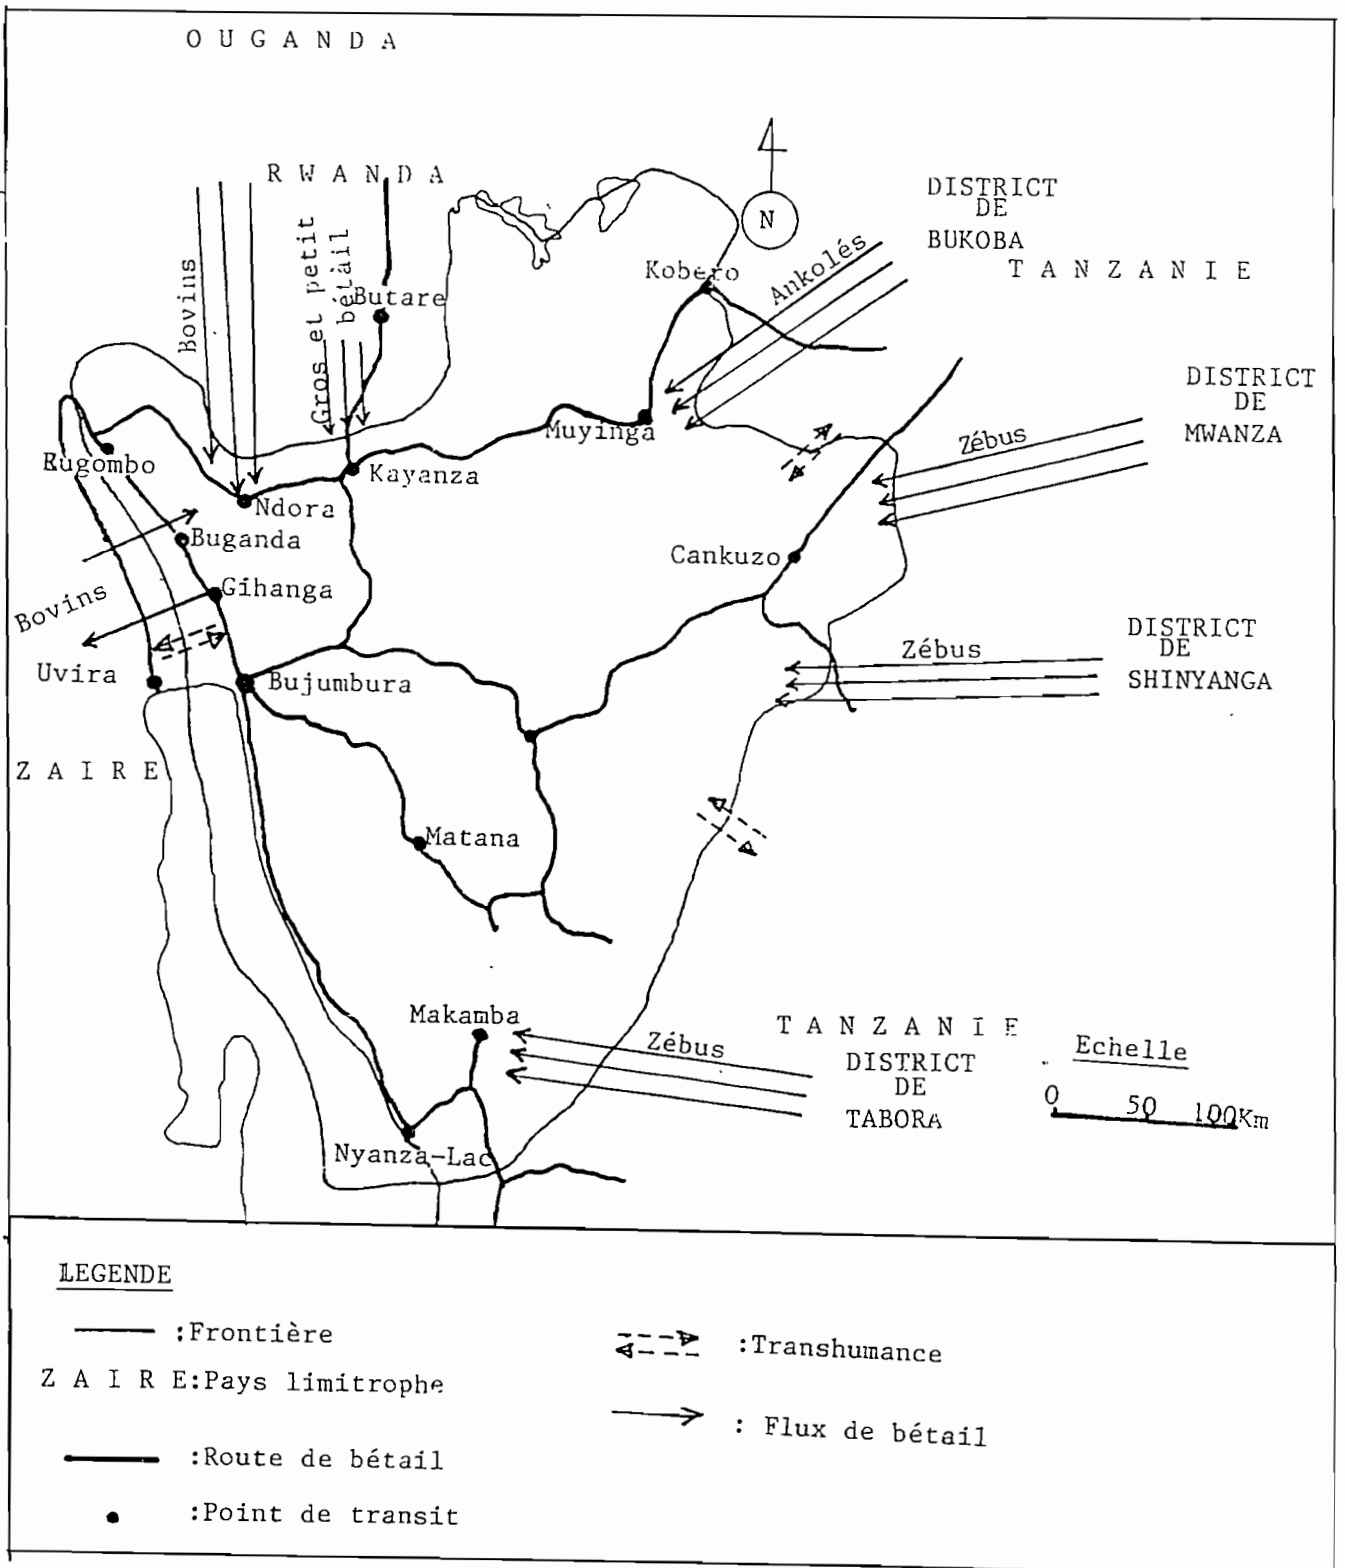 OUGANDA
RWANDA
DISTRICT
DE
BUKOBA
TANZANIE
N
Ankolés
Kobero
Bovins
Gros et petit
bétail
Butare
DISTRICT
DE
MWANZA
Zébus
Muyinga
Rugombo
Kayanza
Ndora
Buganda
Cankuzo
Gihanga
Bovins
DISTRICT
DE
SHINYANGA
Zébus
Uvira
Bujumbura
ZAIRE
Matana
Makamba
TANZANIE
Zébus
DISTRICT
DE
TABORA
Echelle
0 50 100Km
Nyanza-Lac
LEGENDE
:Frontière
ZAIRE:Pays limitrophe
:Route de bétail
:Point de transit
:Transhumance
: Flux de bétail